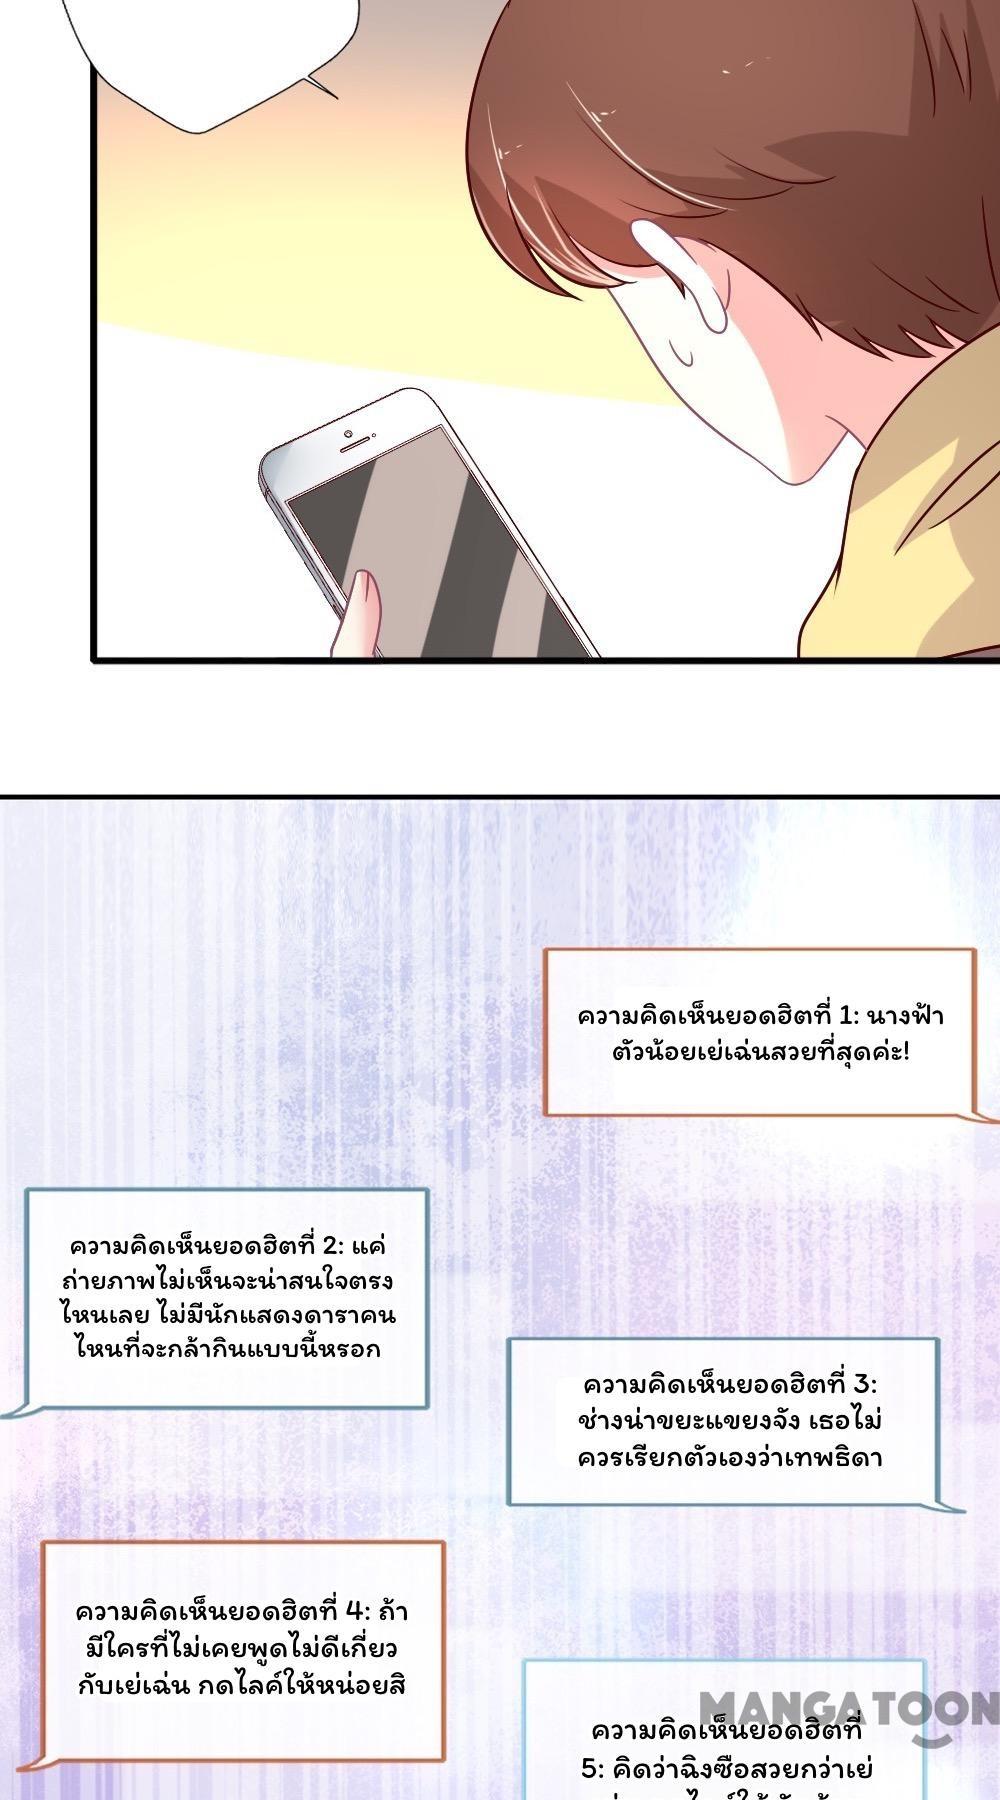 ความคิดเห็นยอดฮิตที่ 1: นางฟ้า
ตัวน้อยเย่เฉ่นสวยที่สุดค่ะ!
ความคิดเห็นยอดฮิตที่ 2: แค่
ถ่ายภาพไม่เห็นจะน่าสนใจตรง
ไหนเลย ไม่มีนักแสดงดาราคน
ไหนที่จะกล้ากินแบบนี้หรอก
ความคิดเห็นยอดฮิตที่ 3:
ช่างน่าขยะแขยงจัง เธอไม่
ควรเรียกตัวเองว่าเทพธิดา
ความคิดเห็นยอดฮิตที่ 4: ถ้า
มีใครที่ไม่เคยพูดไม่ดีเกี่ยว
กับเย่เฉ่น กดไลค์ให้หน่อยสิ
MANGATOON
ความคิดเห็นยอดฮิตที่
5: คิดว่าฉิงซือสวยกว่าเย่